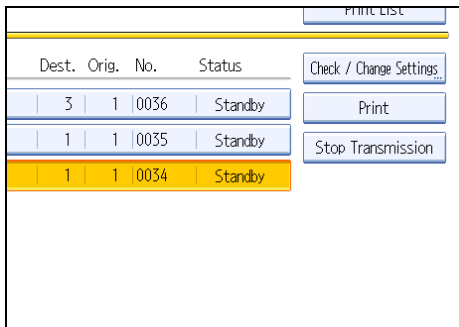 Print List
Dest. Orig. No. Status
Check / Change Settings
3 1 0036 Standby
Print
1 1 0035 Standby
Stop Transmission
1 1 0034 Standby